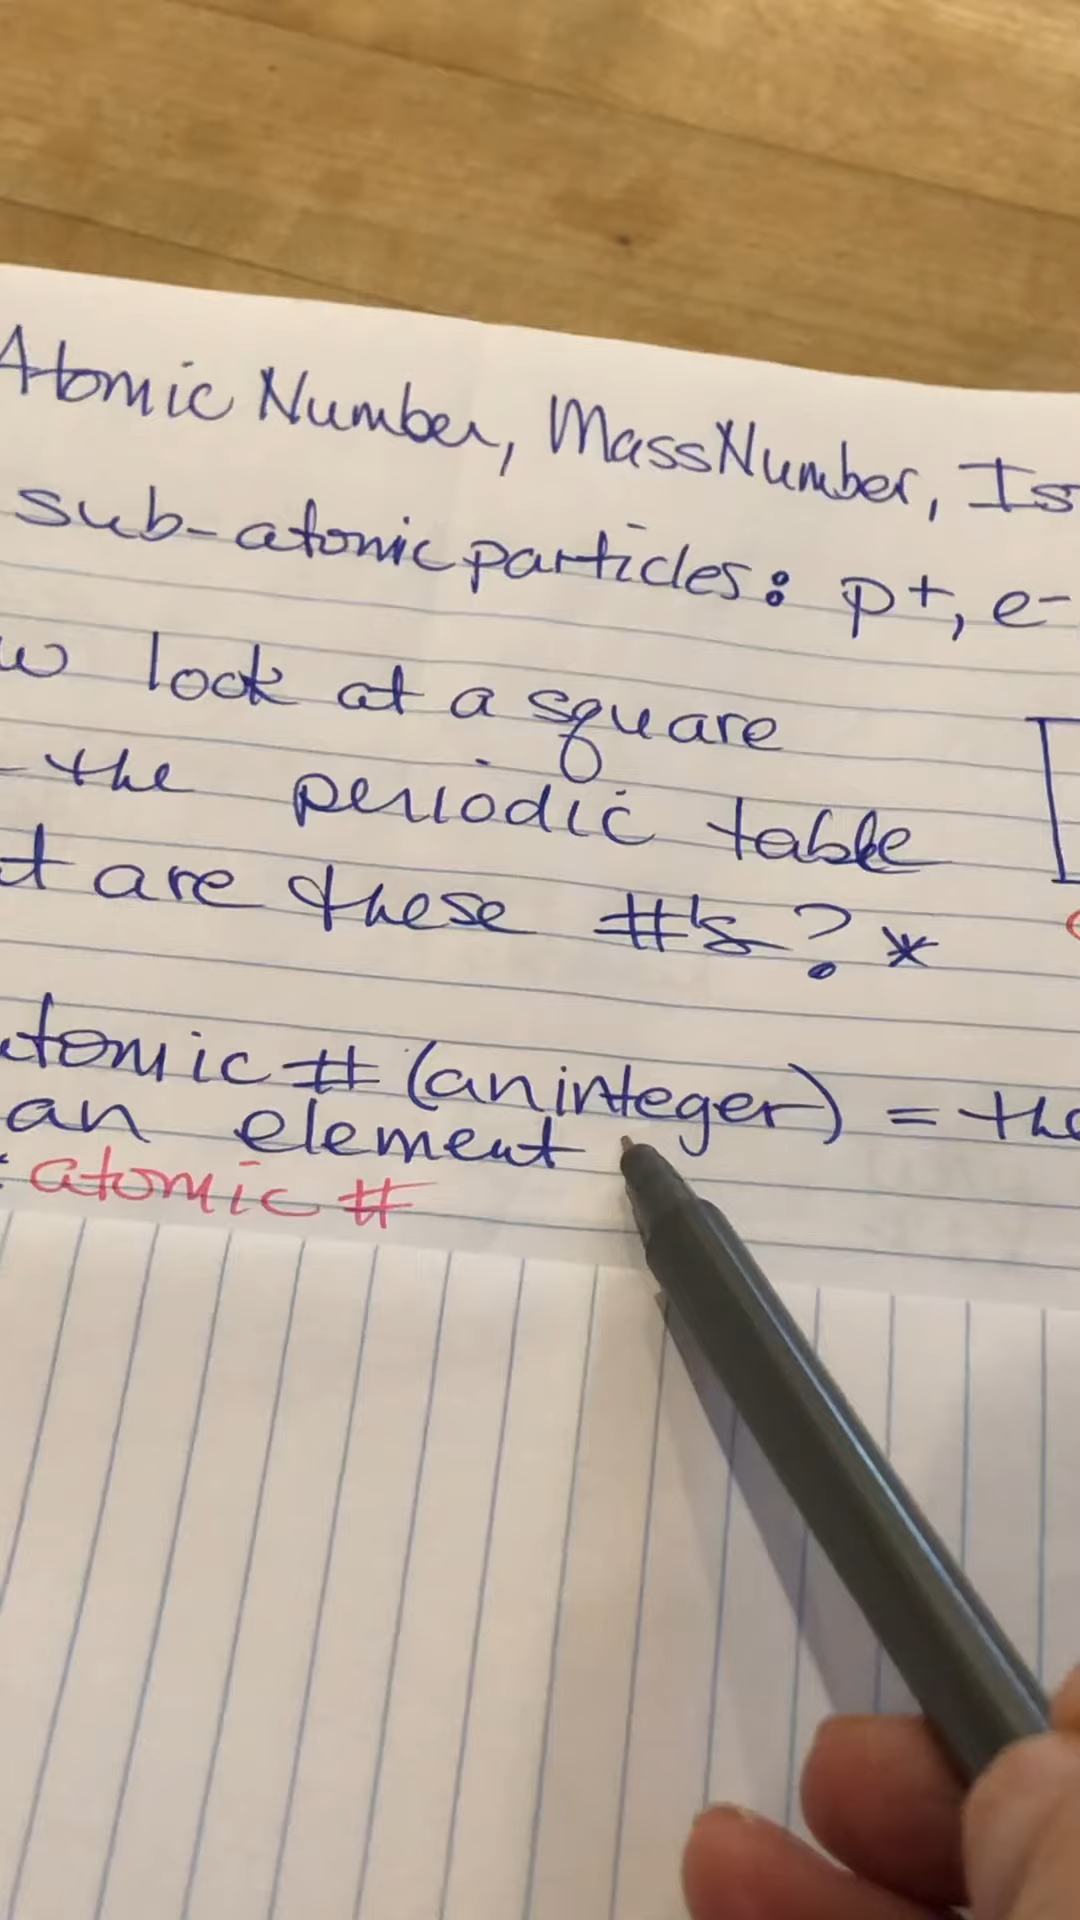 Atomic Number, Mass Number, Is
sub-atomic particles: p+, e-
w look at a square
the periodic table
t are these #'s? *
atomic # (an integer) = the
an element
: atomic #